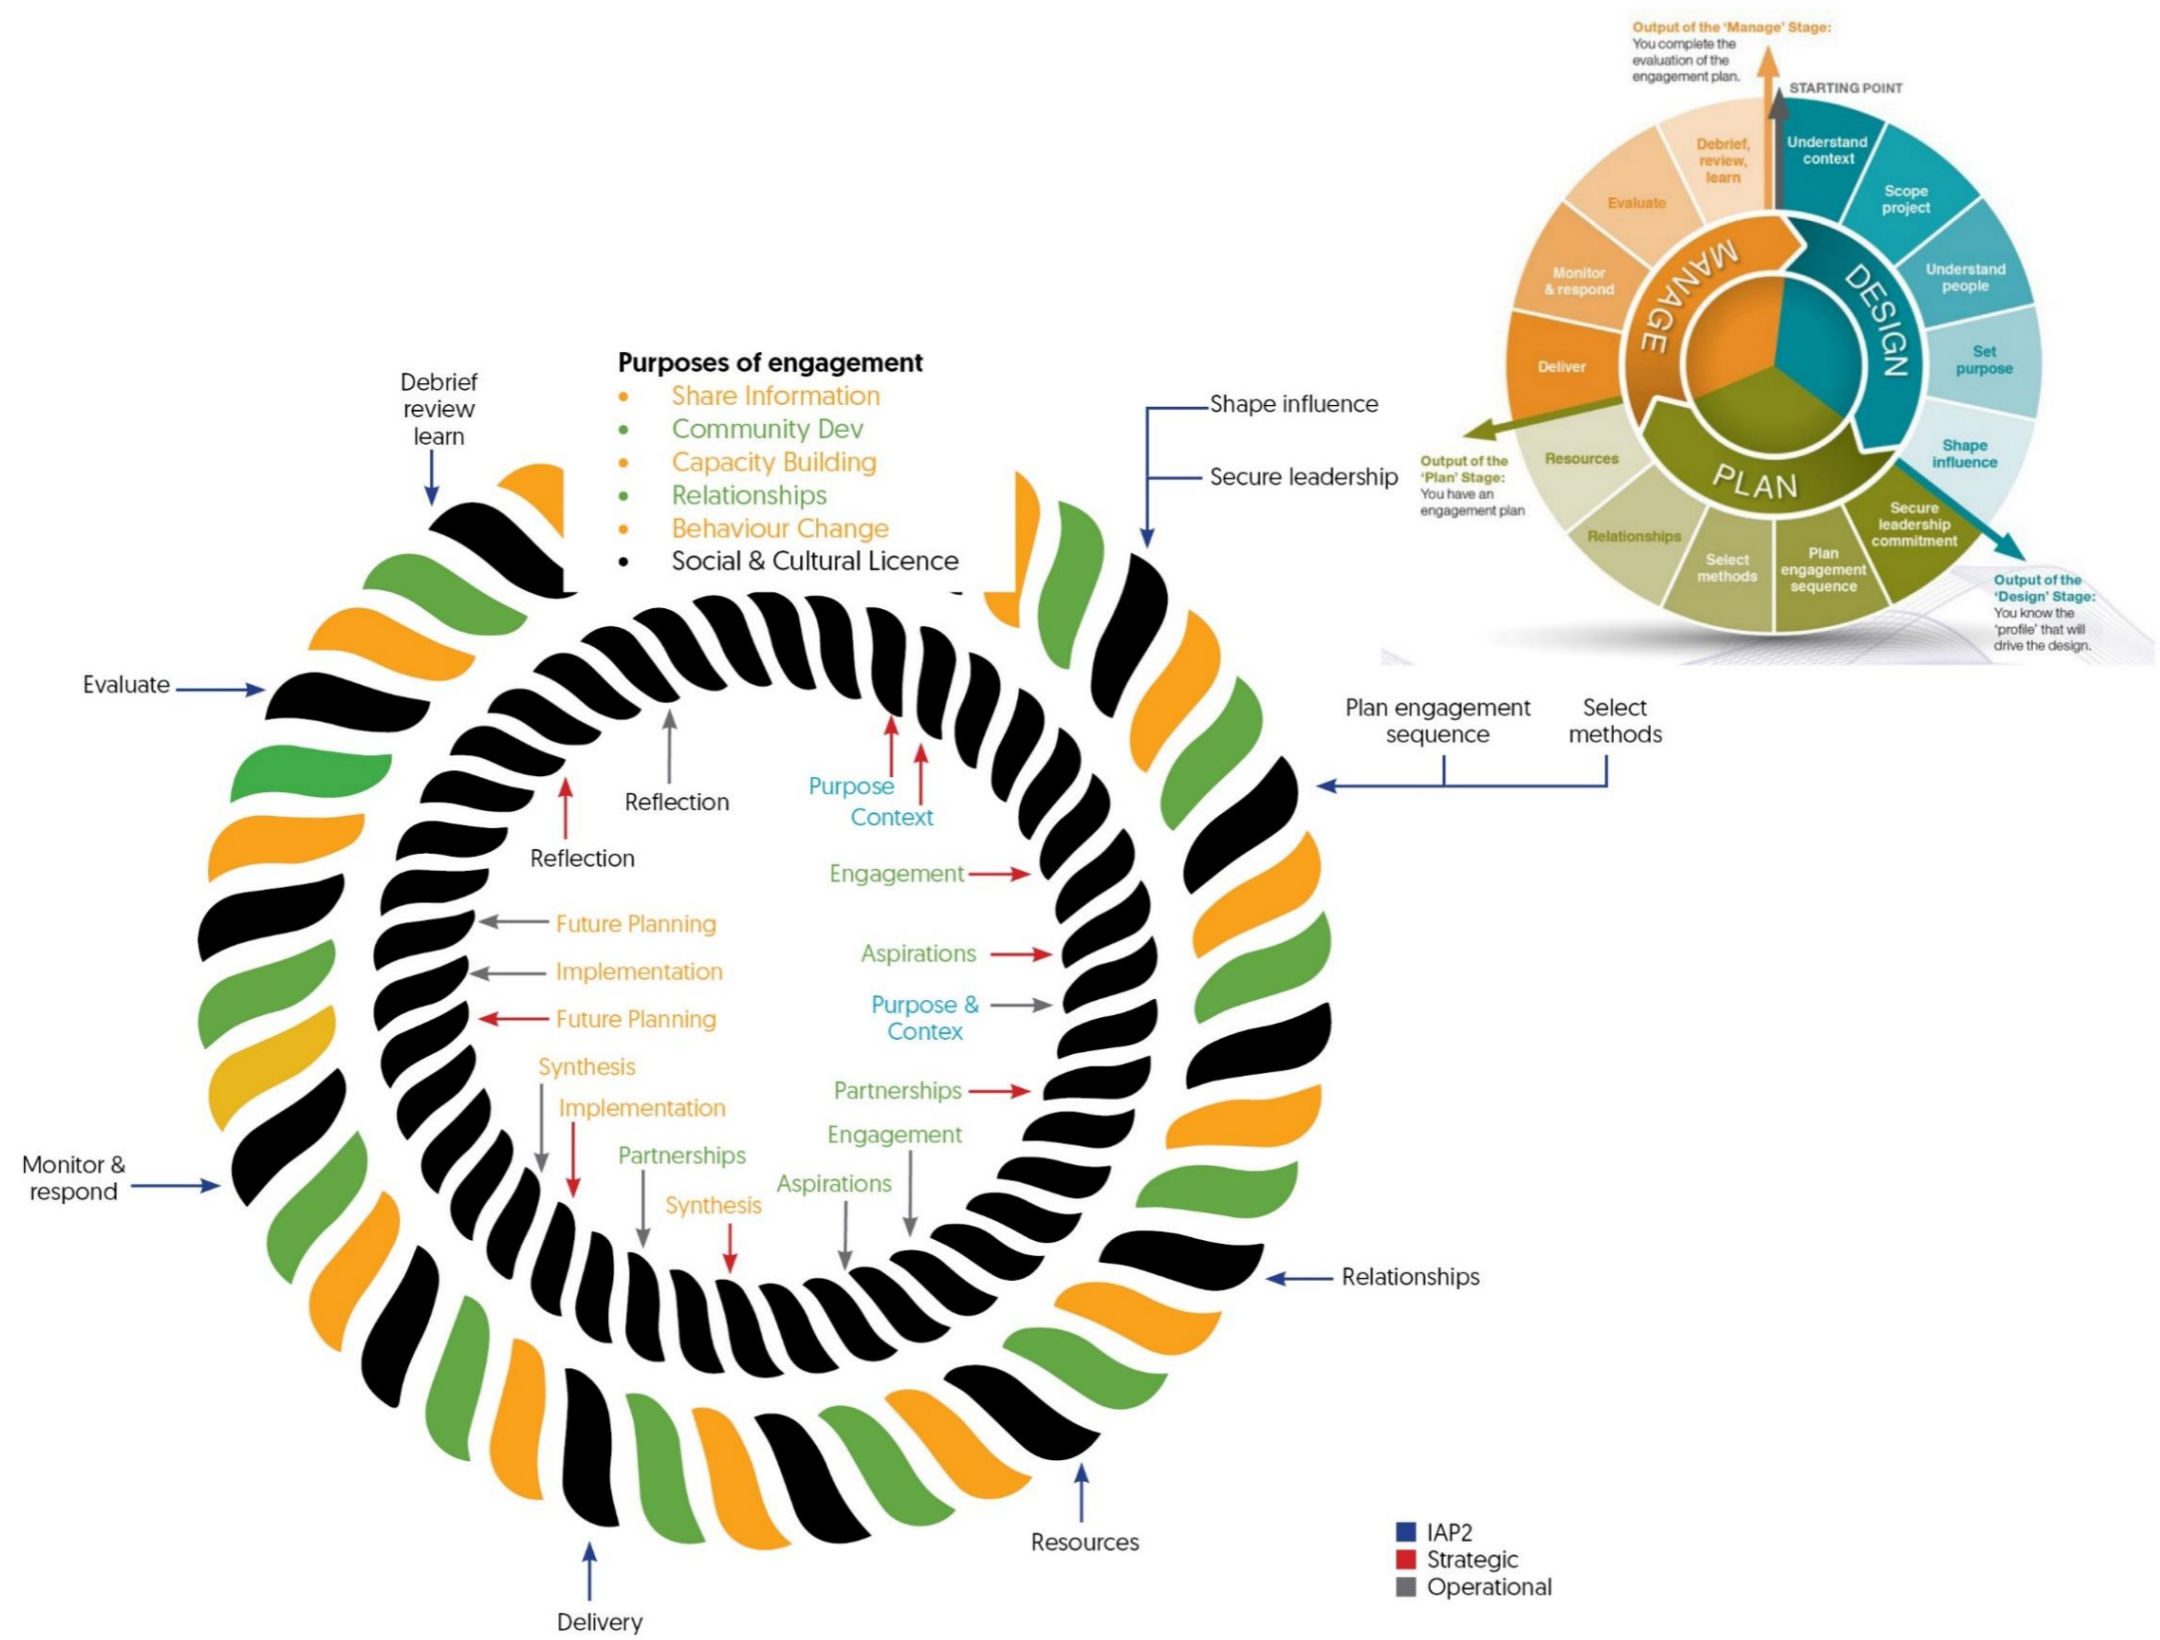 Output of the 'Manage' Stage:
You complete the
evaluation of the
engagement plan.
STARTING POINT
Understand
context
Scope
project
Understand
people
Set
purpose
Shape
influence
Secure
leadership
commitment
Plan
engagement
sequence
Select
methods
Relationships
Resources
Deliver
Monitor
& respond
Evaluate
Debrief,
review,
learn
MANAGE
DESIGN
PLAN
Output of the
'Plan' Stage:
You have an
engagement plan
Output of the
'Design' Stage:
You know the
'profile' that will
drive the design.
Purposes of engagement
• Share Information
• Community Dev
• Capacity Building
• Relationships
• Behaviour Change
• Social & Cultural Licence
Debrief
review
learn
Shape influence
Secure leadership
Evaluate
Plan engagement
sequence
Select
methods
Reflection
Reflection
Purpose
Context
Engagement
Future Planning
Aspirations
Implementation
Purpose &
Contex
Future Planning
Synthesis
Partnerships
Implementation
Engagement
Partnerships
Aspirations
Synthesis
Monitor &
respond
Relationships
Resources
Delivery
IAP2
Strategic
Operational